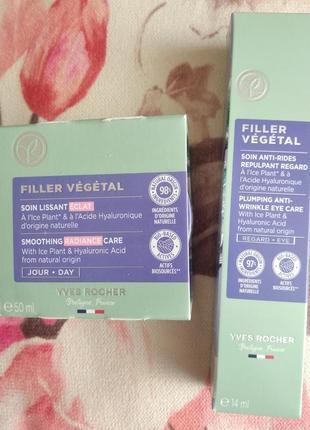 FILLER VÉGÉTAL
SOIN LISSANT ÉCLAT
À l'Ice Plant* & à l'Acide Hyaluronique
d'origine naturelle
SMOOTHING RADIANCE CARE
With Ice Plant & Hyaluronic Acid
from natural origin
JOUR • DAY
98%
INGRÉDIENTS
D'ORIGINE
NATURELLE
ACTIFS
BIOSOURCÉS**
YVES ROCHER
Bretagne, France
℮ 50 ml
FILLER
VÉGÉTAL
SOIN ANTI-RIDES
REPULPANT REGARD
À l'Ice Plant* & à
l'Acide Hyaluronique
d'origine naturelle
PLUMPING ANTI-
WRINKLE EYE CARE
With Ice Plant &
Hyaluronic Acid
from natural origin
REGARD • EYE
97%
INGRÉDIENTS
D'ORIGINE
NATURELLE
ACTIFS
BIOSOURCÉS**
YVES ROCHER
Bretagne, France
℮ 14 ml